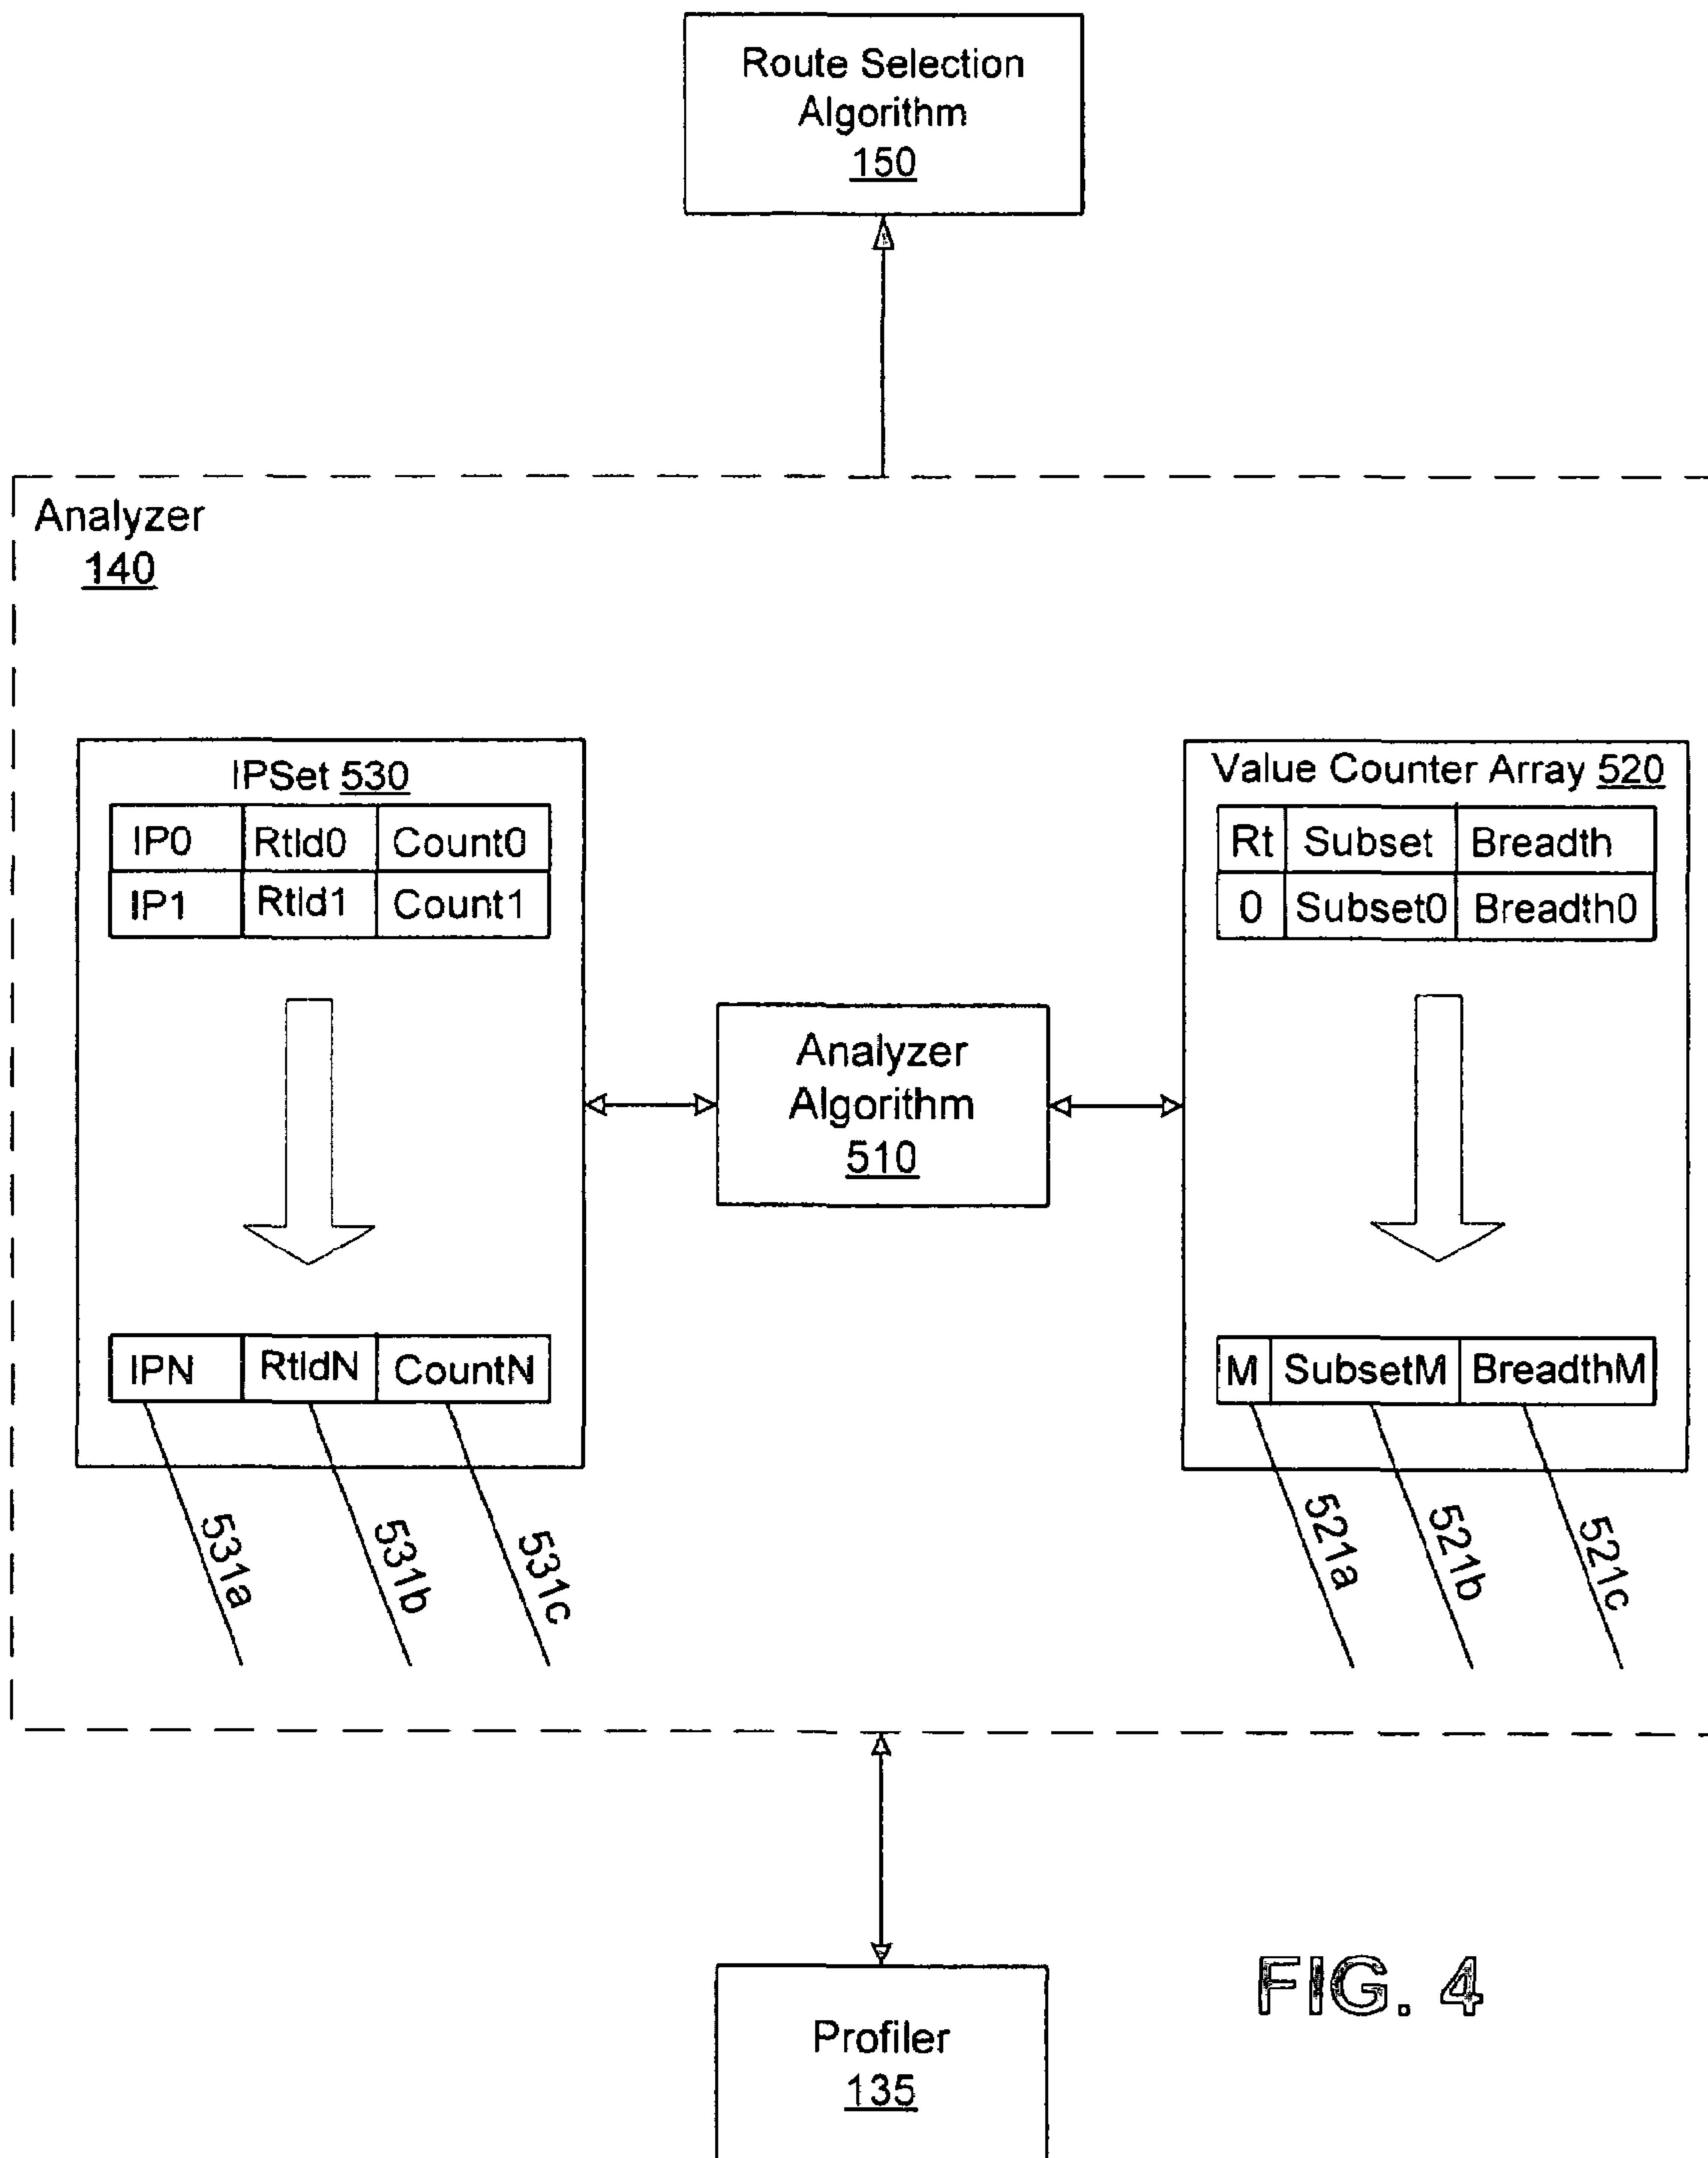 Route Selection
Algorithm
150
Analyzer
140
IPSet 530
IP0 RtId0 Count0
IP1 RtId1 Count1
IPN RtIdN CountN
531a
531b
531c
Analyzer
Algorithm
510
Value Counter Array 520
Rt Subset Breadth
0 Subset0 Breadth0
M SubsetM BreadthM
521a
521b
521c
Profiler
135
FIG. 4